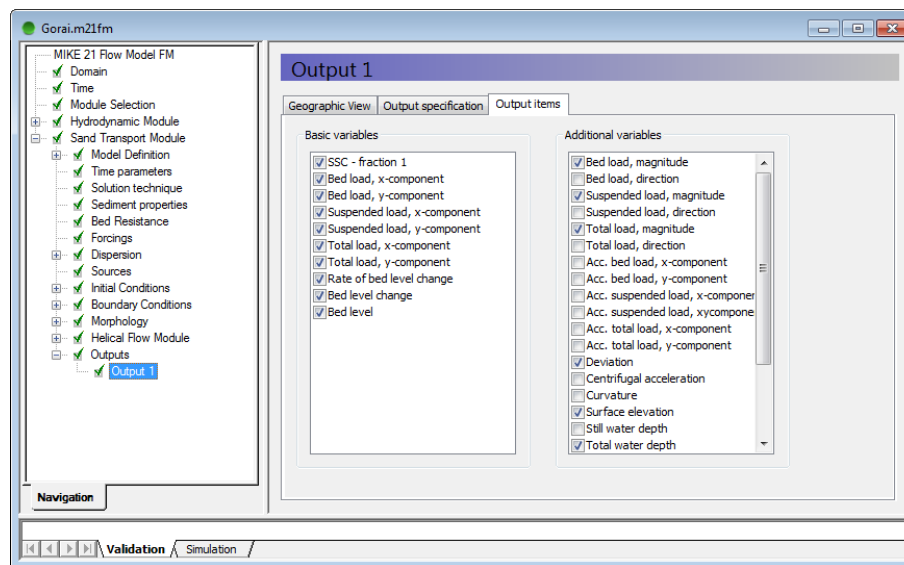 Gorai.m21fm
MIKE 21 Flow Model FM
Domain
Time
Module Selection
Hydrodynamic Module
Sand Transport Module
Model Definition
Time parameters
Solution technique
Sediment properties
Bed Resistance
Forcings
Dispersion
Sources
Initial Conditions
Boundary Conditions
Morphology
Helical Flow Module
Outputs
Output 1
Navigation
Output 1
Geographic View
Output specification
Output items
Basic variables
SSC - fraction 1
Bed load, x-component
Bed load, y-component
Suspended load, x-component
Suspended load, y-component
Total load, x-component
Total load, y-component
Rate of bed level change
Bed level change
Bed level
Additional variables
Bed load, magnitude
Bed load, direction
Suspended load, magnitude
Suspended load, direction
Total load, magnitude
Total load, direction
Acc. bed load, x-component
Acc. bed load, y-component
Acc. suspended load, x-componer
Acc. suspended load, xycompone
Acc. total load, x-component
Acc. total load, y-component
Deviation
Centrifugal acceleration
Curvature
Surface elevation
Still water depth
Total water depth
Validation
Simulation